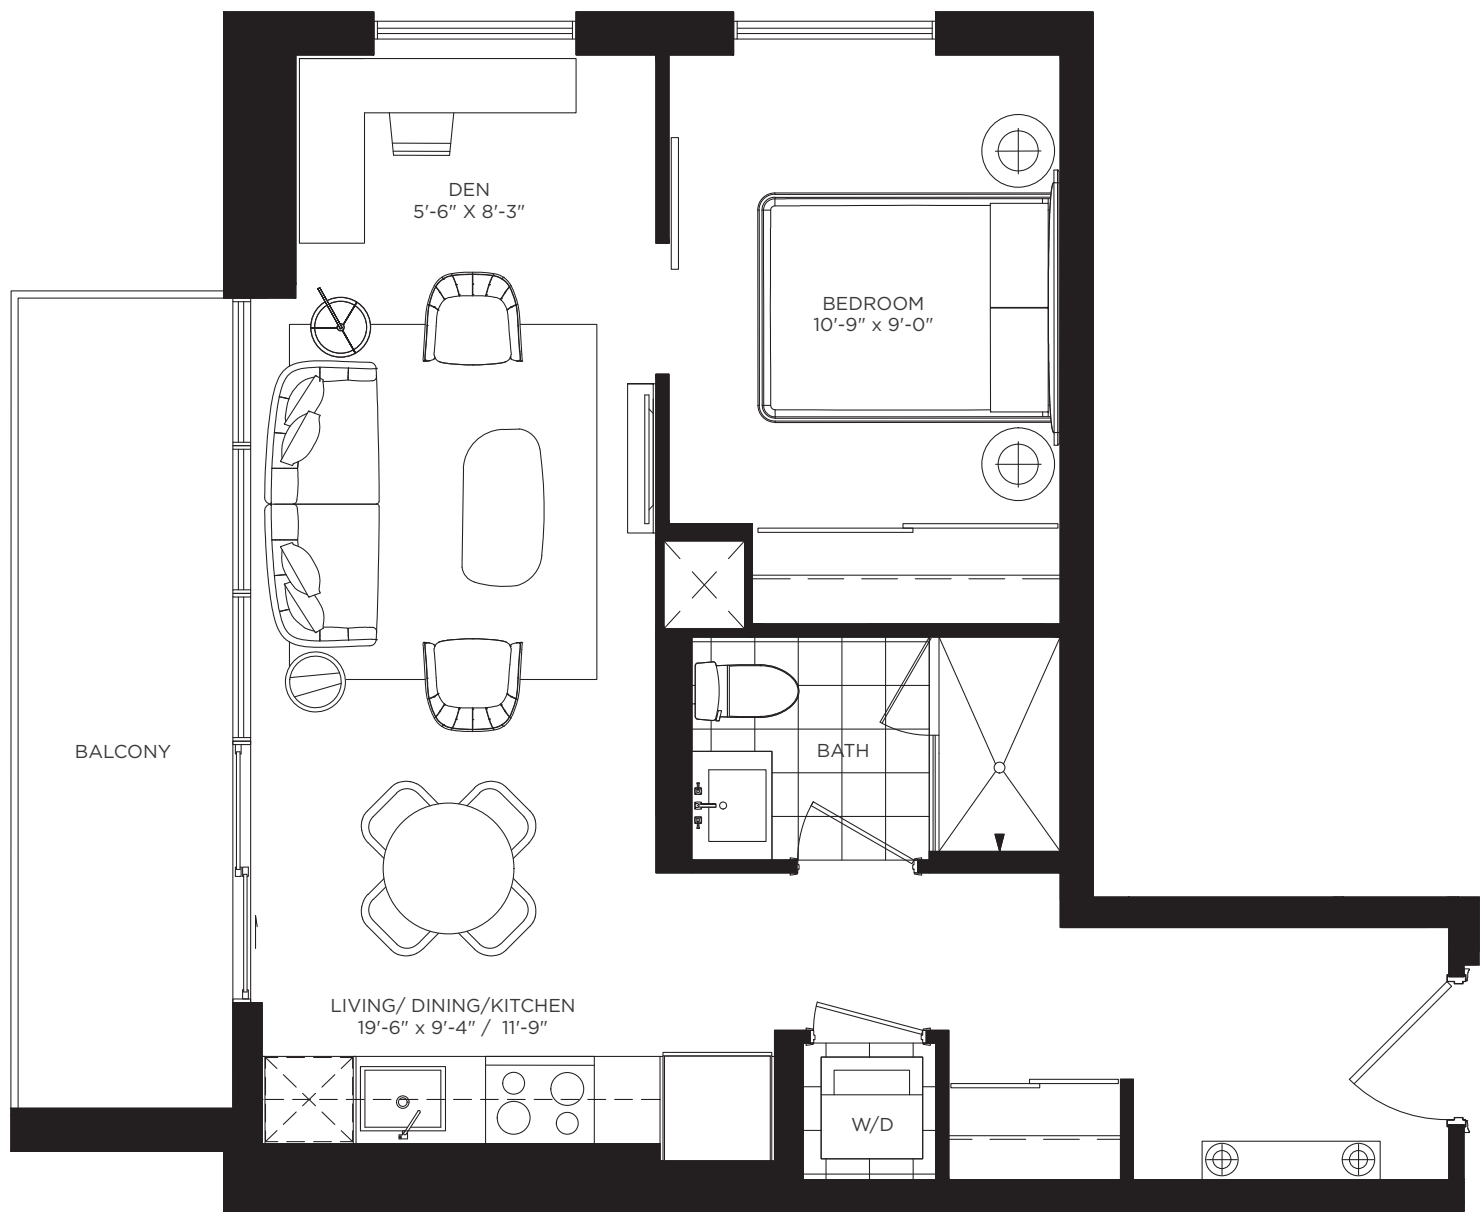 DEN
5'-6" X 8'-3"
BEDROOM
10'-9" x 9'-0"
BALCONY
BATH
LIVING/ DINING/KITCHEN
19'-6" x 9'-4" / 11'-9"
W/D